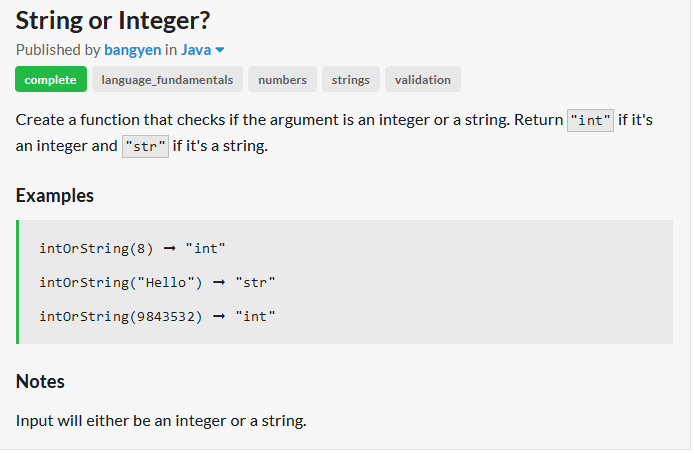 String or Integer?
Published by bangyen in Java
complete language_fundamentals numbers strings validation
Create a function that checks if the argument is an integer or a string. Return "int" if it's
an integer and "str" if it's a string.
Examples
intOrString(8) ➞ "int"
intOrString("Hello") ➞ "str"
intOrString(9843532) ➞ "int"
Notes
Input will either be an integer or a string.